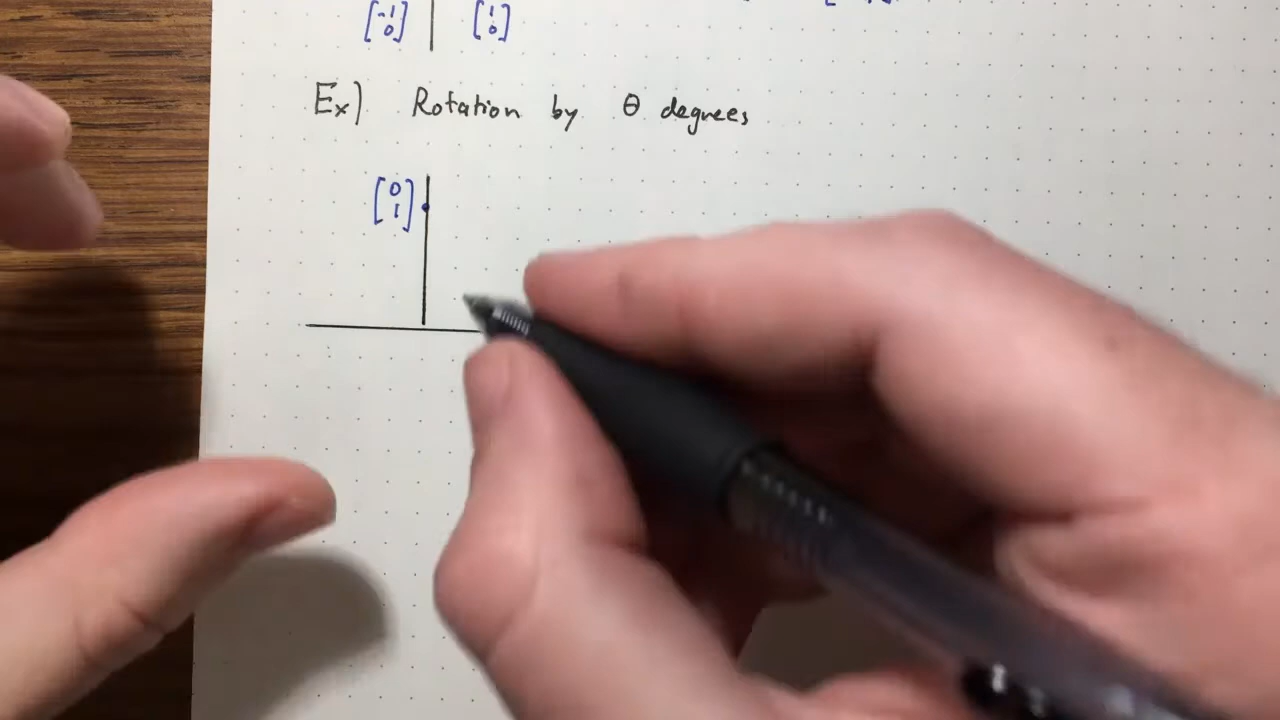 [-1 0] [1 0]
Ex) Rotation by θ degrees
[0 1]